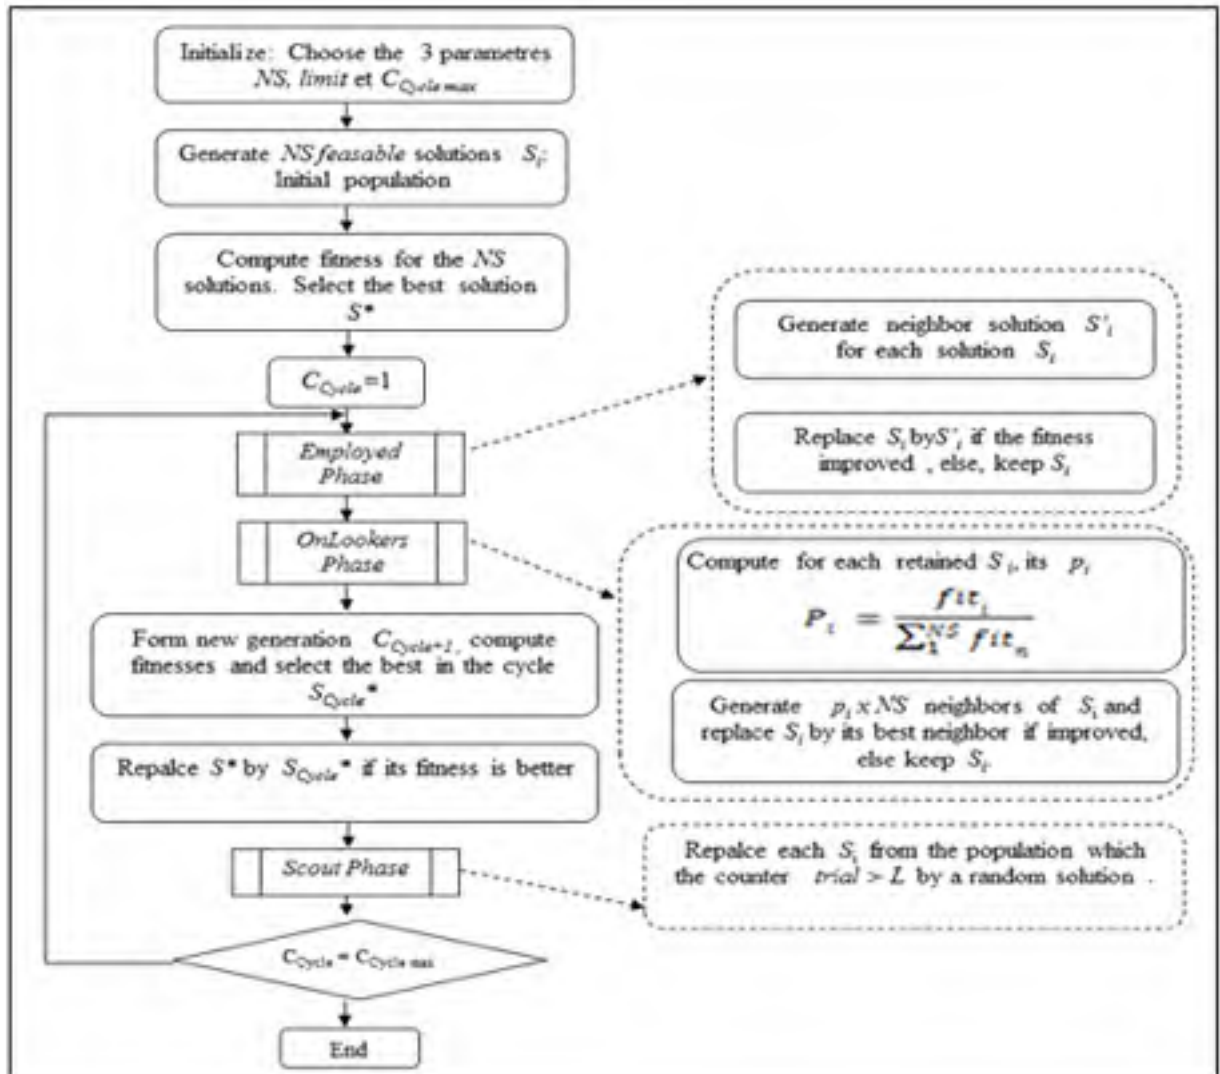 Initialize: Choose the 3 parametres
NS, limit et C_Cycle max
Generate NS feasable solutions S_i:
Initial population
Compute fitness for the NS
solutions. Select the best solution
S*
C_Cycle=1
Employed
Phase
Generate neighbor solution S'_i
for each solution S_i
Replace S_i by S'_i if the fitness
improved , else, keep S_i
OnLookers
Phase
Compute for each retained S_i, its p_i
P_i = fit_i / ∑_1^NS fit_n
Generate p_i x NS neighbors of S_i and
replace S_i by its best neighbor if improved,
else keep S_i.
Form new generation C_Cycle+1, compute
fitnesses and select the best in the cycle
S_Cycle*
Repalce S* by S_Cycle* if its fitness is better
Scout Phase
Repalce each S_i from the population which
the counter trial > L by a random solution .
C_Cycle = C_Cycle max
End